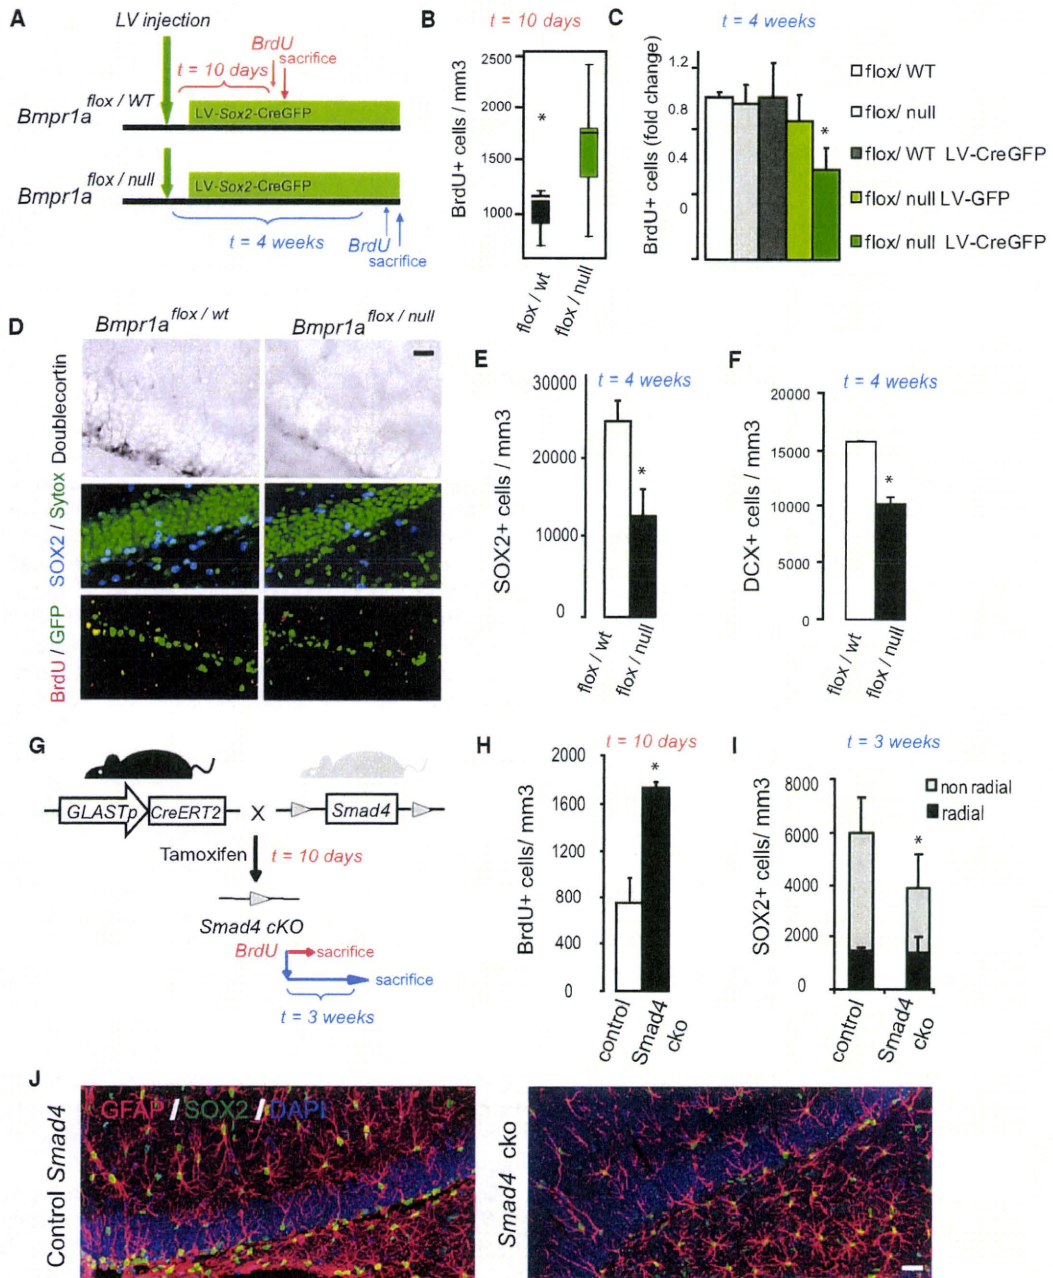 A
LV injection
BrdU
sacrifice
t = 10 days
Bmpr1a flox / WT
LV-Sox2-CreGFP
Bmpr1a flox / null
LV-Sox2-CreGFP
t = 4 weeks
BrdU
sacrifice
B
t = 10 days
BrdU+ cells / mm3
2500
2000
1500
1000
*
flox / wt
flox / null
C
t = 4 weeks
BrdU+ cells (fold change)
1.2
0.8
0.4
0
*
flox/ WT
flox/ null
flox/ WT LV-CreGFP
flox/ null LV-GFP
flox/ null LV-CreGFP
D
Bmpr1a flox / wt
Bmpr1a flox / null
Doublecortin
SOX2 / Sytox
BrdU / GFP
E
t = 4 weeks
SOX2+ cells / mm3
30000
20000
10000
0
*
flox / wt
flox / null
F
t = 4 weeks
DCX+ cells / mm3
20000
15000
10000
5000
0
*
flox / wt
flox / null
G
GLASTp
CreERT2
X
Smad4
Tamoxifen
t = 10 days
Smad4 cKO
BrdU
sacrifice
sacrifice
t = 3 weeks
H
t = 10 days
BrdU+ cells/ mm3
2000
1600
1200
800
400
0
*
control
Smad4
cko
I
t = 3 weeks
SOX2+ cells/ mm3
8000
6000
4000
2000
0
non radial
radial
*
control
Smad4
cko
J
Control Smad4
GFAP / SOX2 / DAPI
Smad4 cko